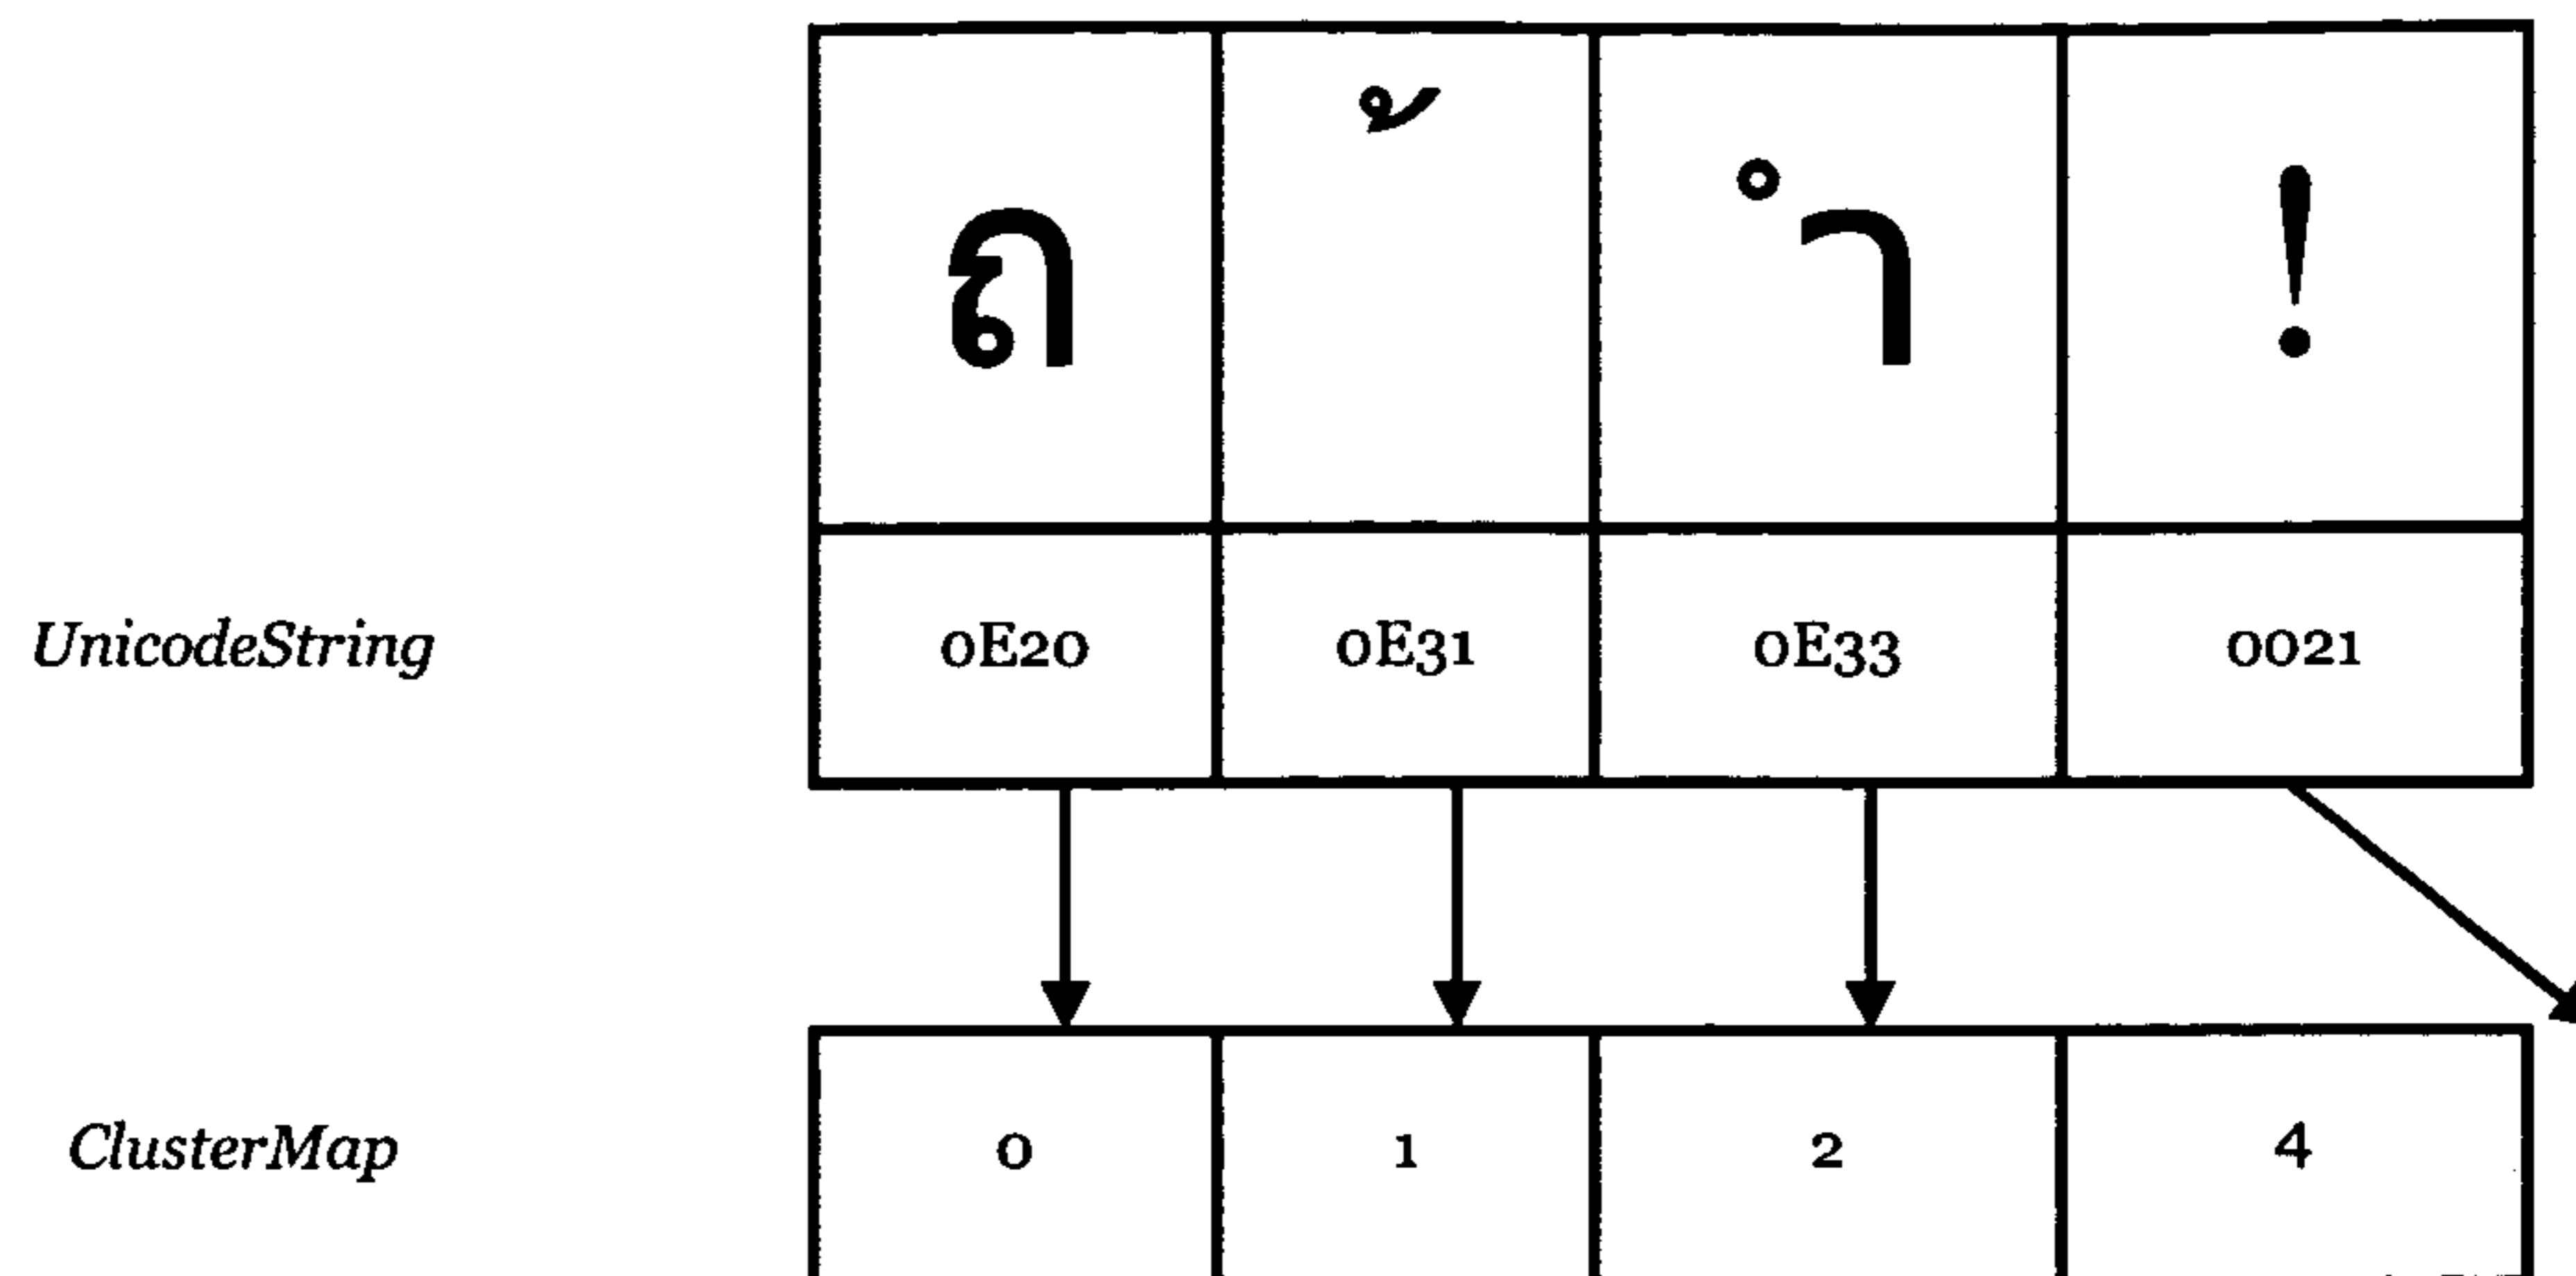 ถ ั ำ !
UnicodeString 0E20 0E31 0E33 0021
ClusterMap 0 1 2 4